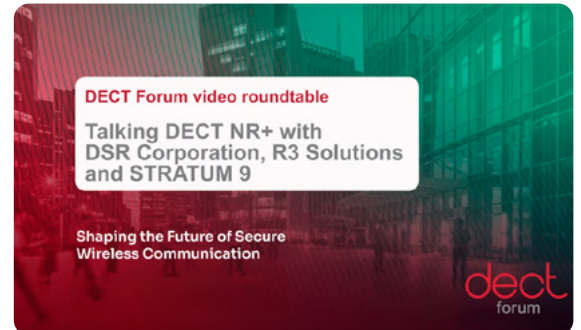 DECT Forum video roundtable
Talking DECT NR+ with
DSR Corporation, R3 Solutions
and STRATUM 9
Shaping the Future of Secure
Wireless Communication
dect
forum